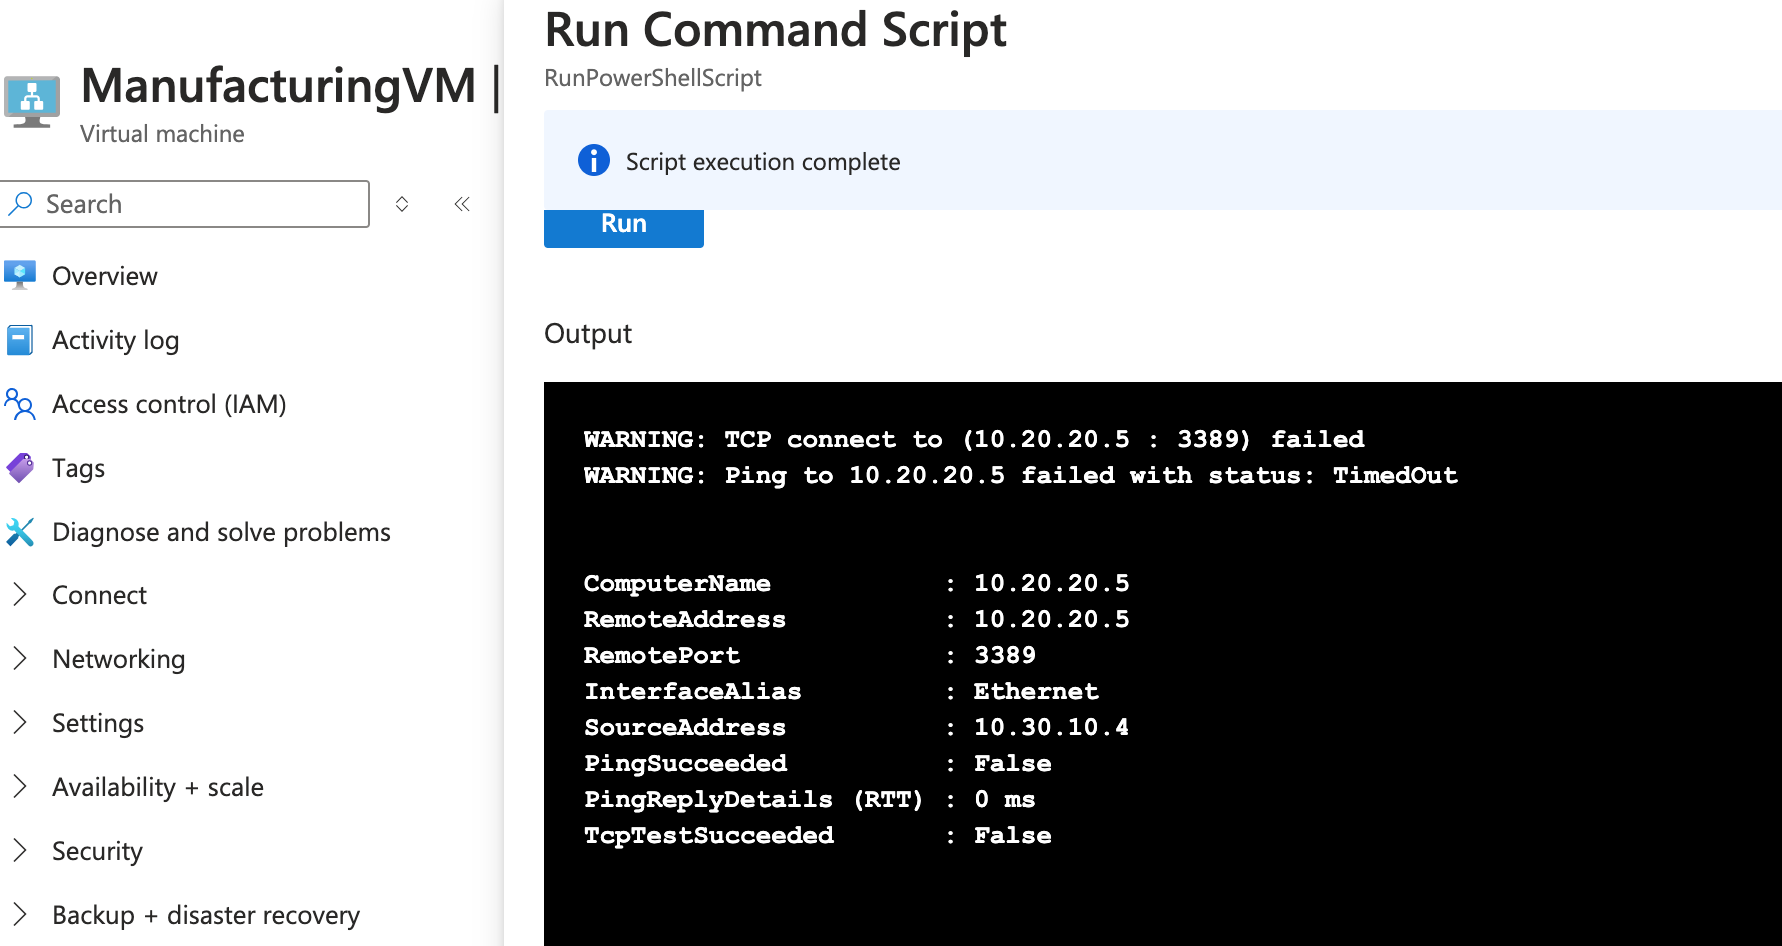 ManufacturingVM |
Virtual machine
Search
Overview
Activity log
Access control (IAM)
Tags
Diagnose and solve problems
Connect
Networking
Settings
Availability + scale
Security
Backup + disaster recovery
Run Command Script
RunPowerShellScript
Script execution complete
Run
Output
WARNING: TCP connect to (10.20.20.5 : 3389) failed
WARNING: Ping to 10.20.20.5 failed with status: TimedOut
ComputerName : 10.20.20.5
RemoteAddress : 10.20.20.5
RemotePort : 3389
InterfaceAlias : Ethernet
SourceAddress : 10.30.10.4
PingSucceeded : False
PingReplyDetails (RTT) : 0 ms
TcpTestSucceeded : False